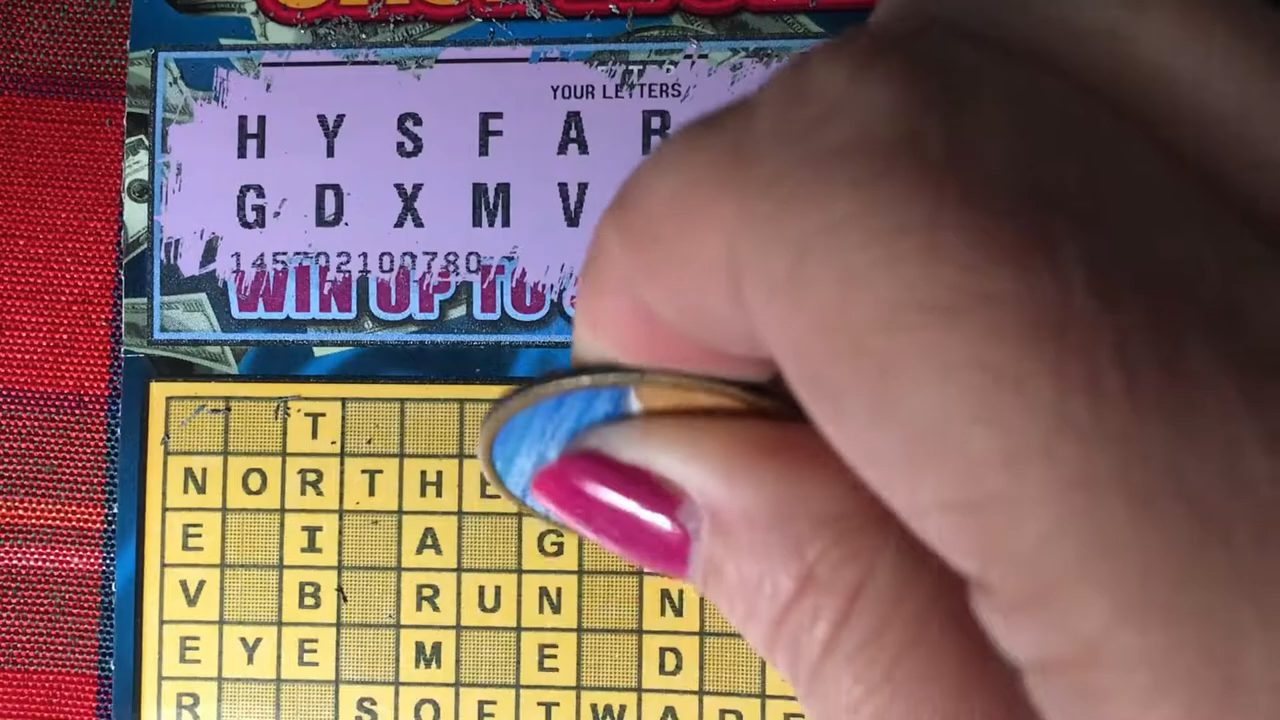 YOUR LETTERS
H Y S F A
G D X M V
WIN UP TO
T
N O R T H E
E I A G
V B R U N N N
E Y E M E D
R S O F T W A R E